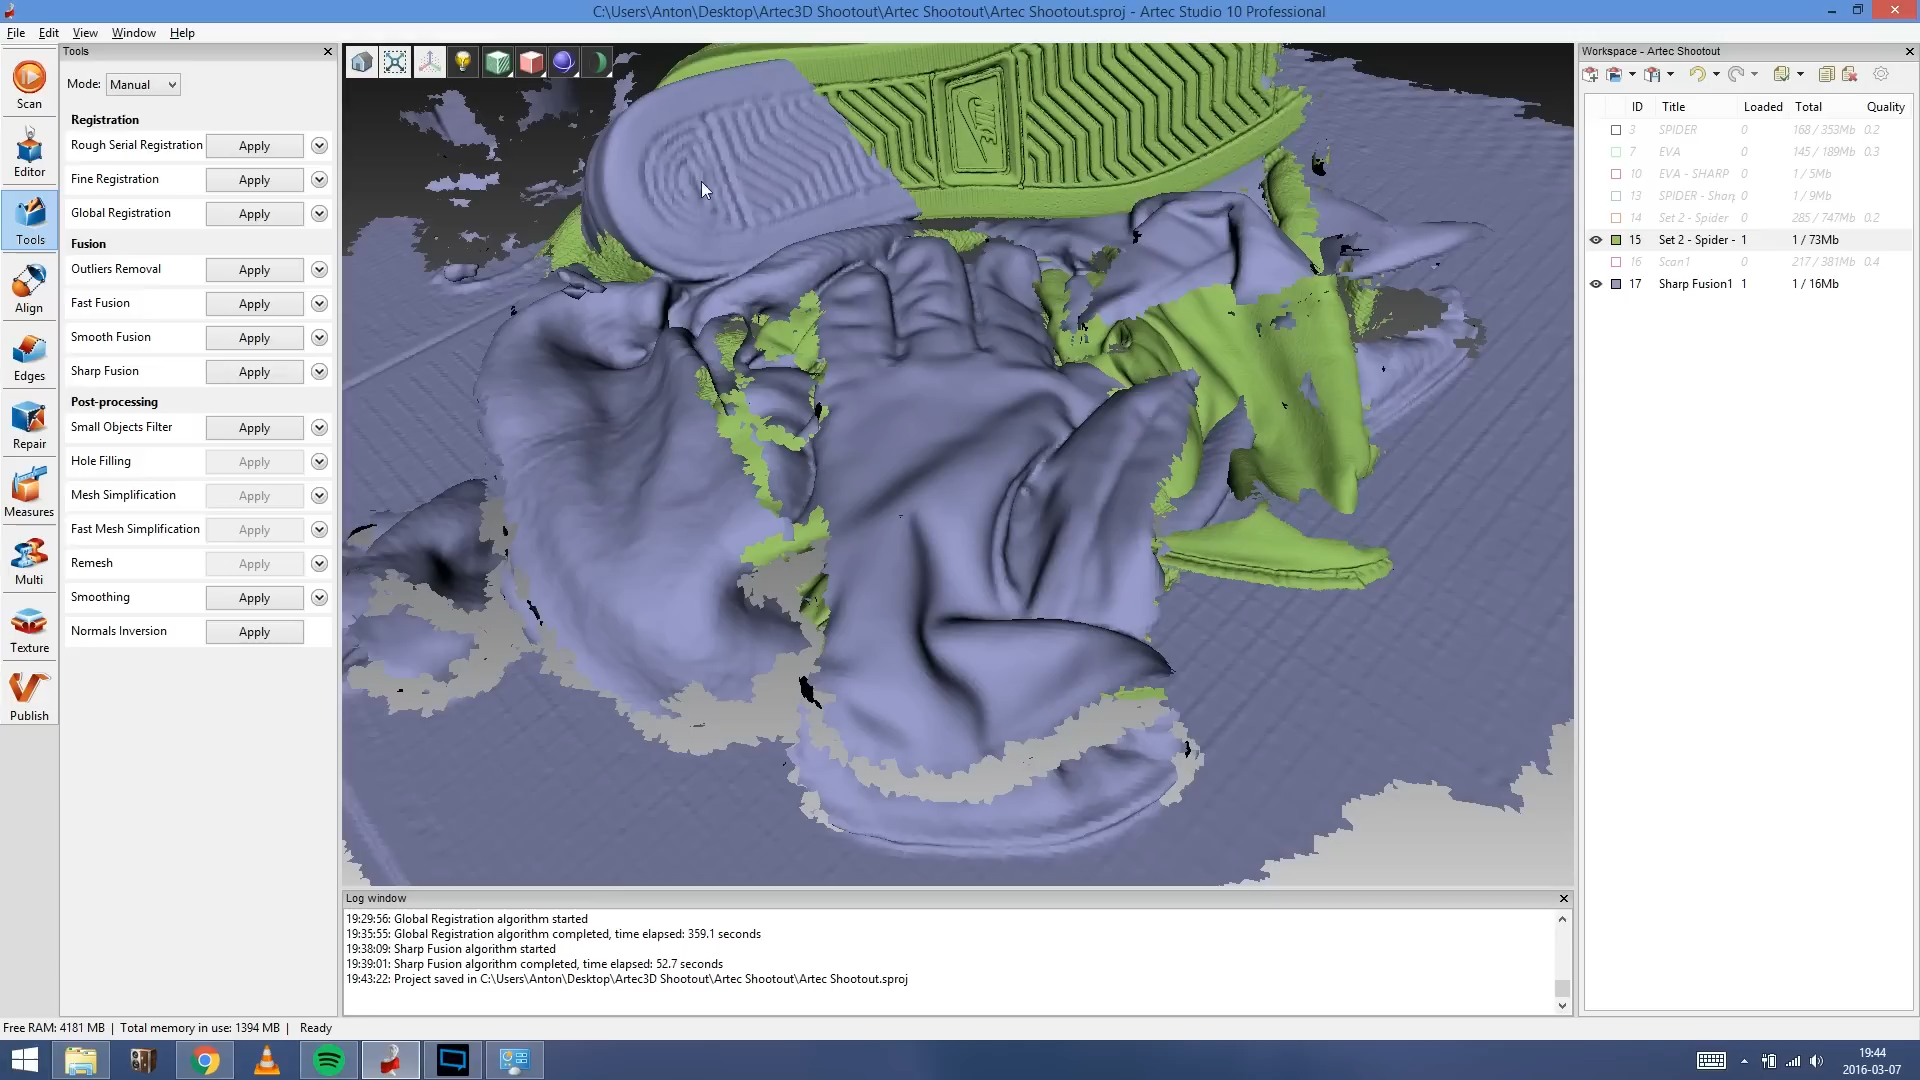 C:\Users\Anton\Desktop\Artec3D Shootout\Artec Shootout\Artec Shootout.sproj - Artec Studio 10 Professional
File Edit View Window Help
Tools
Workspace - Artec Shootout
Scan
Editor
Tools
Align
Edges
Repair
Measures
Multi
Texture
Publish
Mode: Manual
Registration
Rough Serial Registration Apply
Fine Registration Apply
Global Registration Apply
Fusion
Outliers Removal Apply
Fast Fusion Apply
Smooth Fusion Apply
Sharp Fusion Apply
Post-processing
Small Objects Filter Apply
Hole Filling Apply
Mesh Simplification Apply
Fast Mesh Simplification Apply
Remesh Apply
Smoothing Apply
Normals Inversion Apply
NIKE
ID Title Loaded Total Quality
3 SPIDER 0 168 / 353Mb 0.2
7 EVA 0 145 / 189Mb 0.3
10 EVA - SHARP 0 1 / 5Mb
13 SPIDER - Sharp 0 1 / 9Mb
14 Set 2 - Spider 0 285 / 747Mb 0.2
15 Set 2 - Spider - 1 1 / 73Mb
16 Scan1 0 217 / 381Mb 0.4
17 Sharp Fusion1 1 1 / 16Mb
Log window
19:29:56: Global Registration algorithm started
19:35:55: Global Registration algorithm completed, time elapsed: 359.1 seconds
19:38:09: Sharp Fusion algorithm started
19:39:01: Sharp Fusion algorithm completed, time elapsed: 52.7 seconds
19:43:22: Project saved in C:\Users\Anton\Desktop\Artec3D Shootout\Artec Shootout\Artec Shootout.sproj
Free RAM: 4181 MB | Total memory in use: 1394 MB | Ready
19:44
2016-03-07